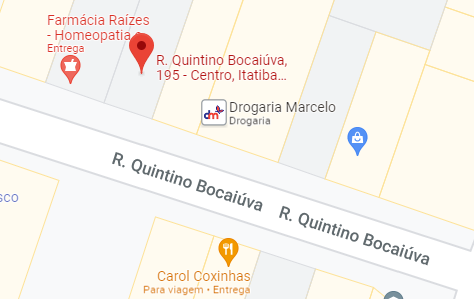 Farmácia Raizes
- Homeopatia e
Entrega
R. Quintino Bocaiúva,
195 - Centro, Itatiba...
dm
Drogaria Marcelo
Drogaria
R. Quintino Bocaiúva
R. Quintino Bocaiúva
sco
Carol Coxinhas
Para viagem • Entrega